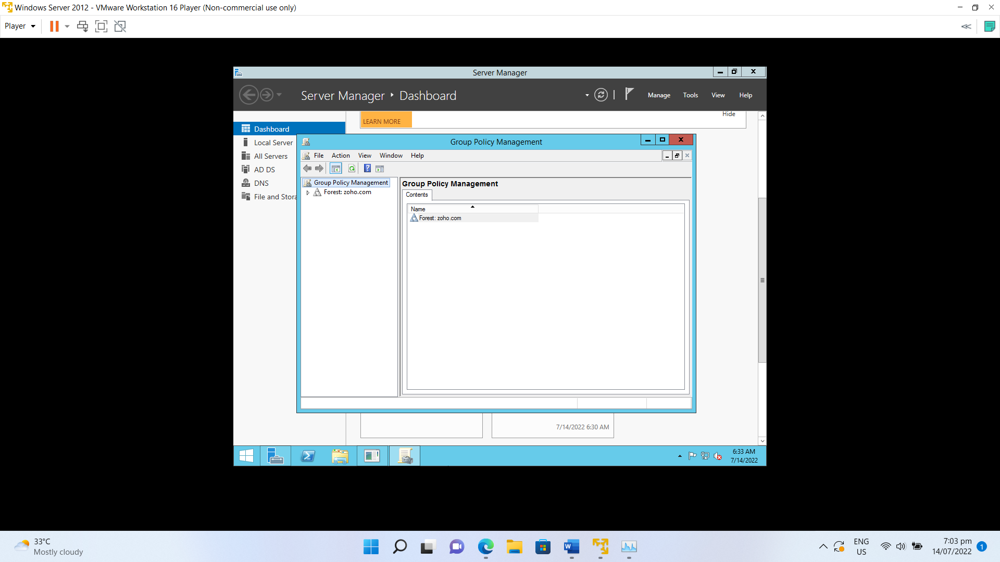 Windows Server 2012 - VMware Workstation 16 Player (Non-commercial use only)
Player
Server Manager
Server Manager Dashboard
Manage Tools View Help
Hide
LEARN MORE
Dashboard
Local Server
All Servers
AD DS
DNS
File and Stora
Group Policy Management
File Action View Window Help
Group Policy Management
Forest: zoho.com
Group Policy Management
Contents
Name
Forest: zoho.com
7/14/2022 6:30 AM
6:33 AM
7/14/2022
33°C
Mostly cloudy
ENG
US
7:03 pm
14/07/2022
1